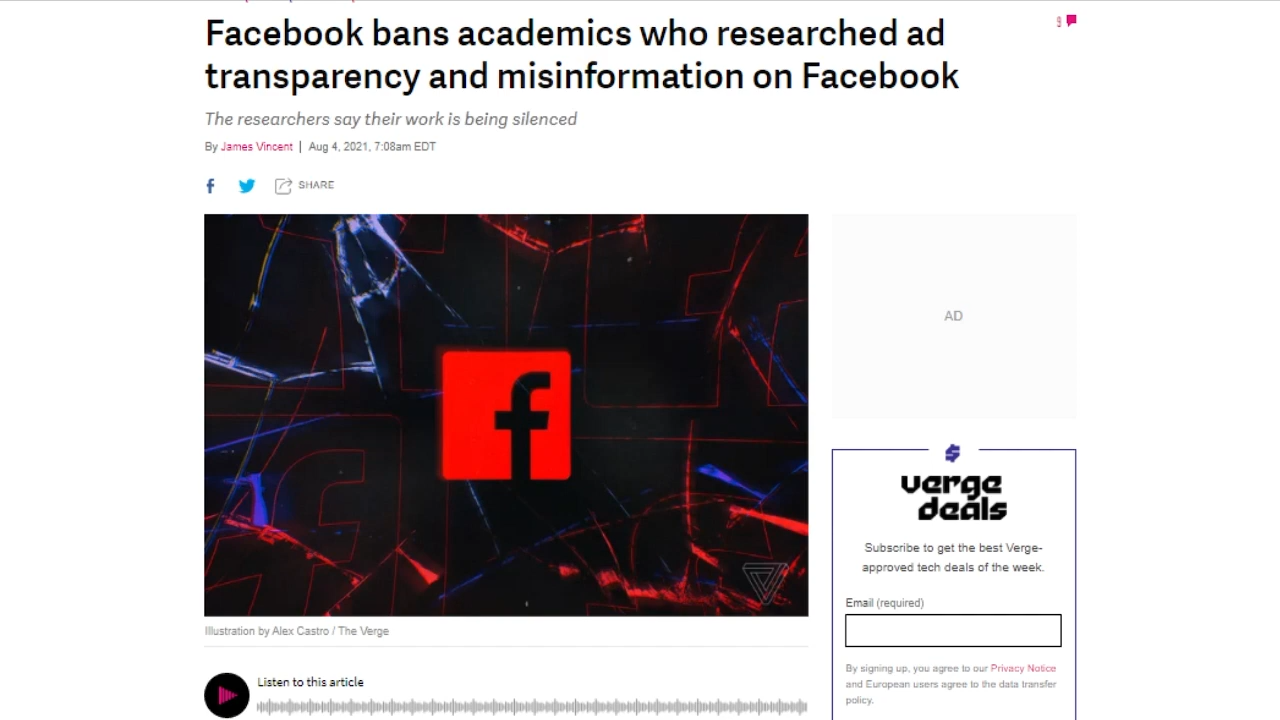 Facebook bans academics who researched ad
transparency and misinformation on Facebook
9
The researchers say their work is being silenced
By James Vincent | Aug 4, 2021, 7:08am EDT
SHARE
AD
verge
deals
Subscribe to get the best Verge-
approved tech deals of the week.
Email (required)
By signing up, you agree to our Privacy Notice
and European users agree to the data transfer
policy.
Illustration by Alex Castro / The Verge
Listen to this article